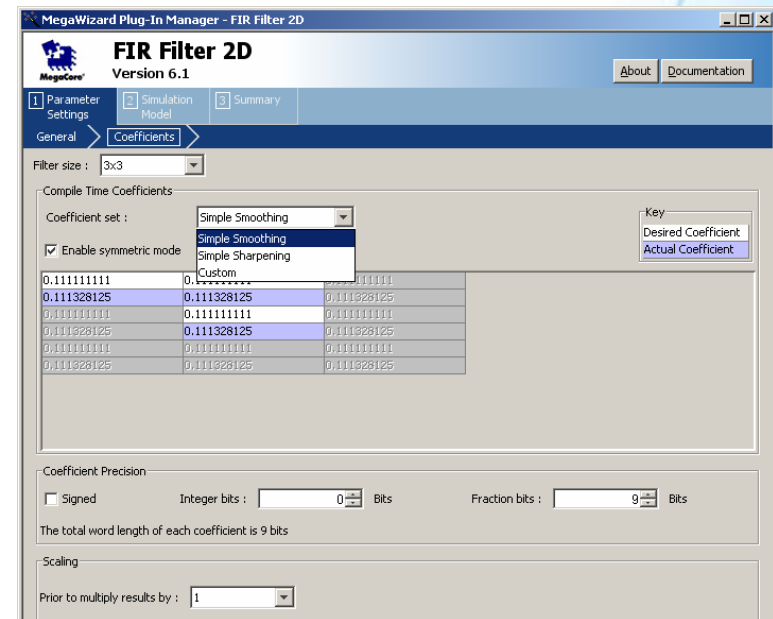 MegaWizard Plug-In Manager - FIR Filter 2D
MegaCore®
FIR Filter 2D
Version 6.1
About
Documentation
1 Parameter Settings
2 Simulation Model
3 Summary
General
Coefficients
Filter size : 3x3
Compile Time Coefficients
Coefficient set : Simple Smoothing
Simple Smoothing
Simple Sharpening
Custom
Enable symmetric mode
Key
Desired Coefficient
Actual Coefficient
0.111111111
0.111328125 0.111328125 0.111328125
0.111111111 0.111111111 0.111111111
0.111328125 0.111328125 0.111328125
0.111111111 0.111111111 0.111111111
0.111328125 0.111328125 0.111328125
Coefficient Precision
Signed Integer bits : 0 Bits Fraction bits : 9 Bits
The total word length of each coefficient is 9 bits
Scaling
Prior to multiply results by : 1